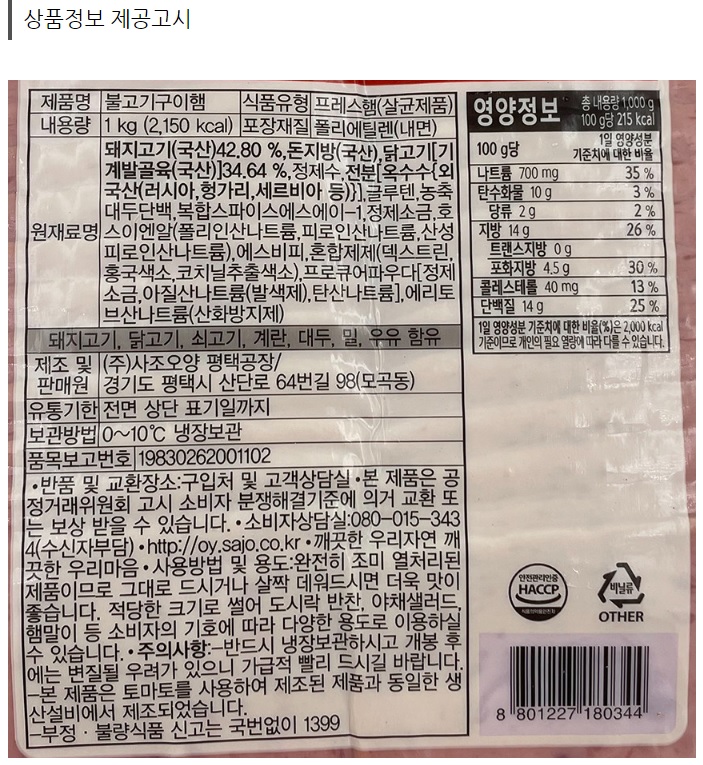 상품정보 제공고시
제품명 불고기구이햄 식품유형 프레스햄(살균제품)
내용량 1 kg (2,150 kcal) 포장재질 폴리에틸렌(내면)
원재료명
돼지고기(국산)42.80 %,돈지방(국산),닭고기[기
계발골육(국산)]34.64 %,정제수,전분[옥수수{외
국산(러시아,헝가리,세르비아 등)}],글루텐,농축
대두단백,복합스파이스에스에이-1,정제소금,호
스이엔알(폴리인산나트륨,피로인산나트륨,산성
피로인산나트륨),에스비피,혼합제제(덱스트린,
홍국색소,코치닐추출색소),프로큐어파우다[정제
소금,아질산나트륨(발색제),탄산나트륨],에리토
브산나트륨(산화방지제)
돼지고기, 닭고기, 쇠고기, 계란, 대두, 밀, 우유 함유
제조 및 판매원 (주)사조오양 평택공장/
경기도 평택시 산단로 64번길 98(모곡동)
유통기한 전면 상단 표기일까지
보관방법 0~10℃ 냉장보관
품목보고번호 19830262001102
•반품 및 교환장소:구입처 및 고객상담실 •본 제품은 공
정거래위원회 고시 소비자 분쟁해결기준에 의거 교환 또
는 보상 받을 수 있습니다. •소비자상담실:080-015-343
4(수신자부담) •http://oy.sajo.co.kr •깨끗한 우리자연 깨
끗한 우리마음 •사용방법 및 용도:완전히 조미 열처리된
제품이므로 그대로 드시거나 살짝 데워드시면 더욱 맛이
좋습니다. 적당한 크기로 썰어 도시락 반찬, 야채샐러드,
햄말이 등 소비자의 기호에 따라 다양한 용도로 이용하실
수 있습니다. •주의사항:-반드시 냉장보관하시고 개봉 후
에는 변질될 우려가 있으니 가급적 빨리 드시길 바랍니다.
-본 제품은 토마토를 사용하여 제조된 제품과 동일한 생
산설비에서 제조되었습니다.
-부정·불량식품 신고는 국번없이 1399
영양정보 총 내용량 1,000 g
100 g당 215 kcal
100 g당 1일 영양성분
기준치에 대한 비율
나트륨 700 mg 35 %
탄수화물 10 g 3 %
당류 2 g 2 %
지방 14 g 26 %
트랜스지방 0 g
포화지방 4.5 g 30 %
콜레스테롤 40 mg 13 %
단백질 14 g 25 %
1일 영양성분 기준치에 대한 비율(%)은 2,000 kcal
기준이므로 개인의 필요 열량에 따라 다를 수 있습니다.
안전관리인증
HACCP
비닐류
OTHER
8 801227 180344